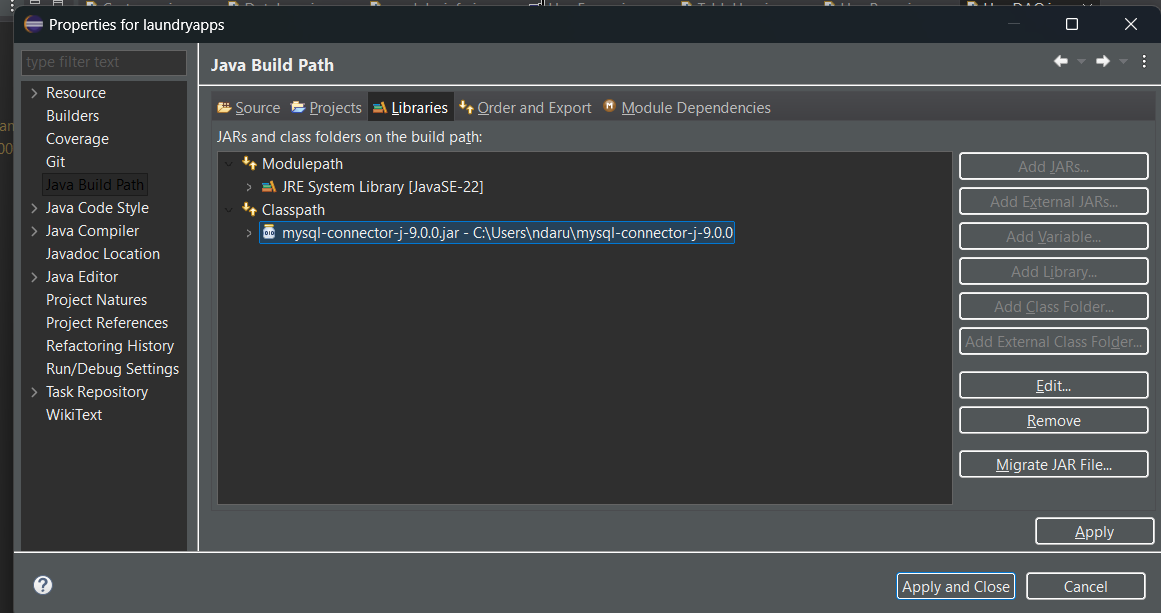 Properties for laundryapps
type filter text
Java Build Path
Resource
Builders
Coverage
Git
Java Build Path
Java Code Style
Java Compiler
Javadoc Location
Java Editor
Project Natures
Project References
Refactoring History
Run/Debug Settings
Task Repository
WikiText
Source
Projects
Libraries
Order and Export
Module Dependencies
JARs and class folders on the build path:
Modulepath
JRE System Library [JavaSE-22]
Classpath
mysql-connector-j-9.0.0.jar - C:\Users\ndaru\mysql-connector-j-9.0.0
Add JARs...
Add External JARs...
Add Variable...
Add Library...
Add Class Folder...
Add External Class Folder...
Edit...
Remove
Migrate JAR File...
Apply
Apply and Close
Cancel